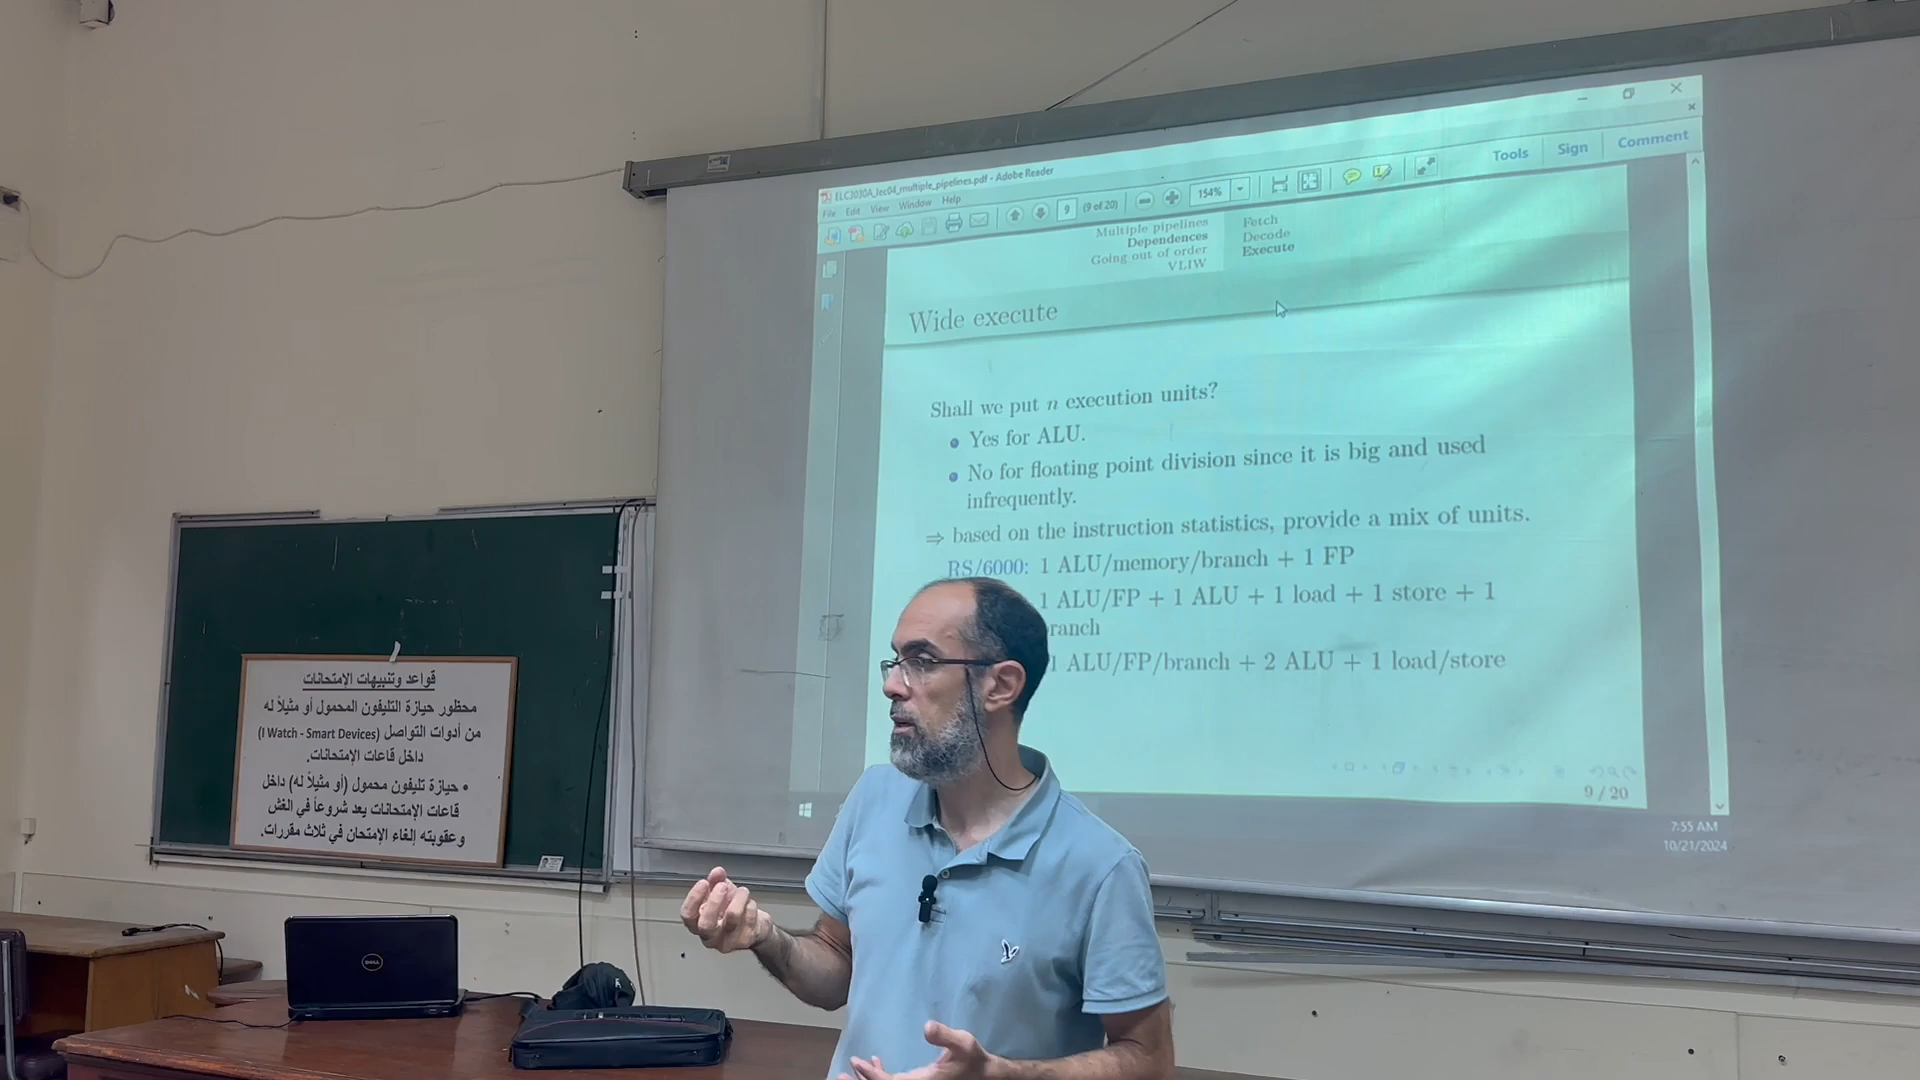 ELC3030A_lec04_multiple_pipelines.pdf - Adobe Reader
File Edit View Window Help
9 (9 of 20) 154%
Tools Sign Comment
Multiple pipelines
Dependences
Going out of order
VLIW
Fetch
Decode
Execute
Wide execute
Shall we put n execution units?
Yes for ALU.
No for floating point division since it is big and used
infrequently.
⇒ based on the instruction statistics, provide a mix of units.
RS/6000: 1 ALU/memory/branch + 1 FP
1 ALU/FP + 1 ALU + 1 load + 1 store + 1
ranch
1 ALU/FP/branch + 2 ALU + 1 load/store
9 / 20
7:55 AM
10/21/2024
قواعد وتنبيهات الإمتحانات
محظور حيازة التليفون المحمول أو مثيلاً له
من أدوات التواصل (I Watch - Smart Devices)
داخل قاعات الإمتحانات.
• حيازة تليفون محمول (أو مثيلاً له) داخل
قاعات الإمتحانات يعد شروعاً في الغش
وعقوبته إلغاء الإمتحان في ثلاث مقررات.
DELL